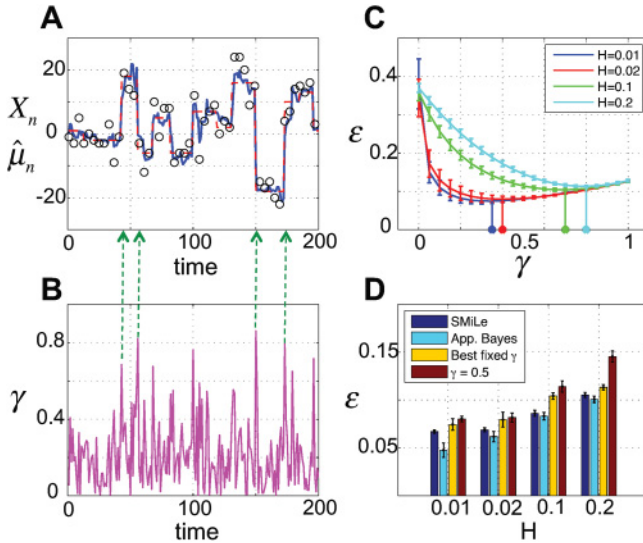 A
X_n
μ̂_n
20
0
-20
0
100
200
time
B
γ
0.8
0.4
0
0
100
200
time
C
ε
0.4
0.2
0
0
0.4
1
γ
H=0.01
H=0.02
H=0.1
H=0.2
D
ε
0.15
0.05
SMiLe
App. Bayes
Best fixed γ
γ = 0.5
0.01
0.02
0.1
0.2
H